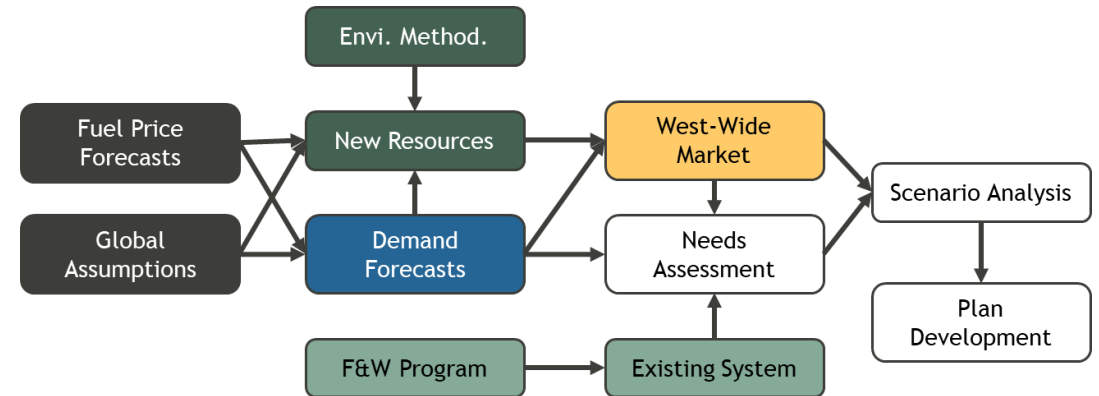 Envi. Method.
Fuel Price
Forecasts
New Resources
West-Wide
Market
Scenario Analysis
Global
Assumptions
Demand
Forecasts
Needs
Assessment
Plan
Development
F&W Program
Existing System